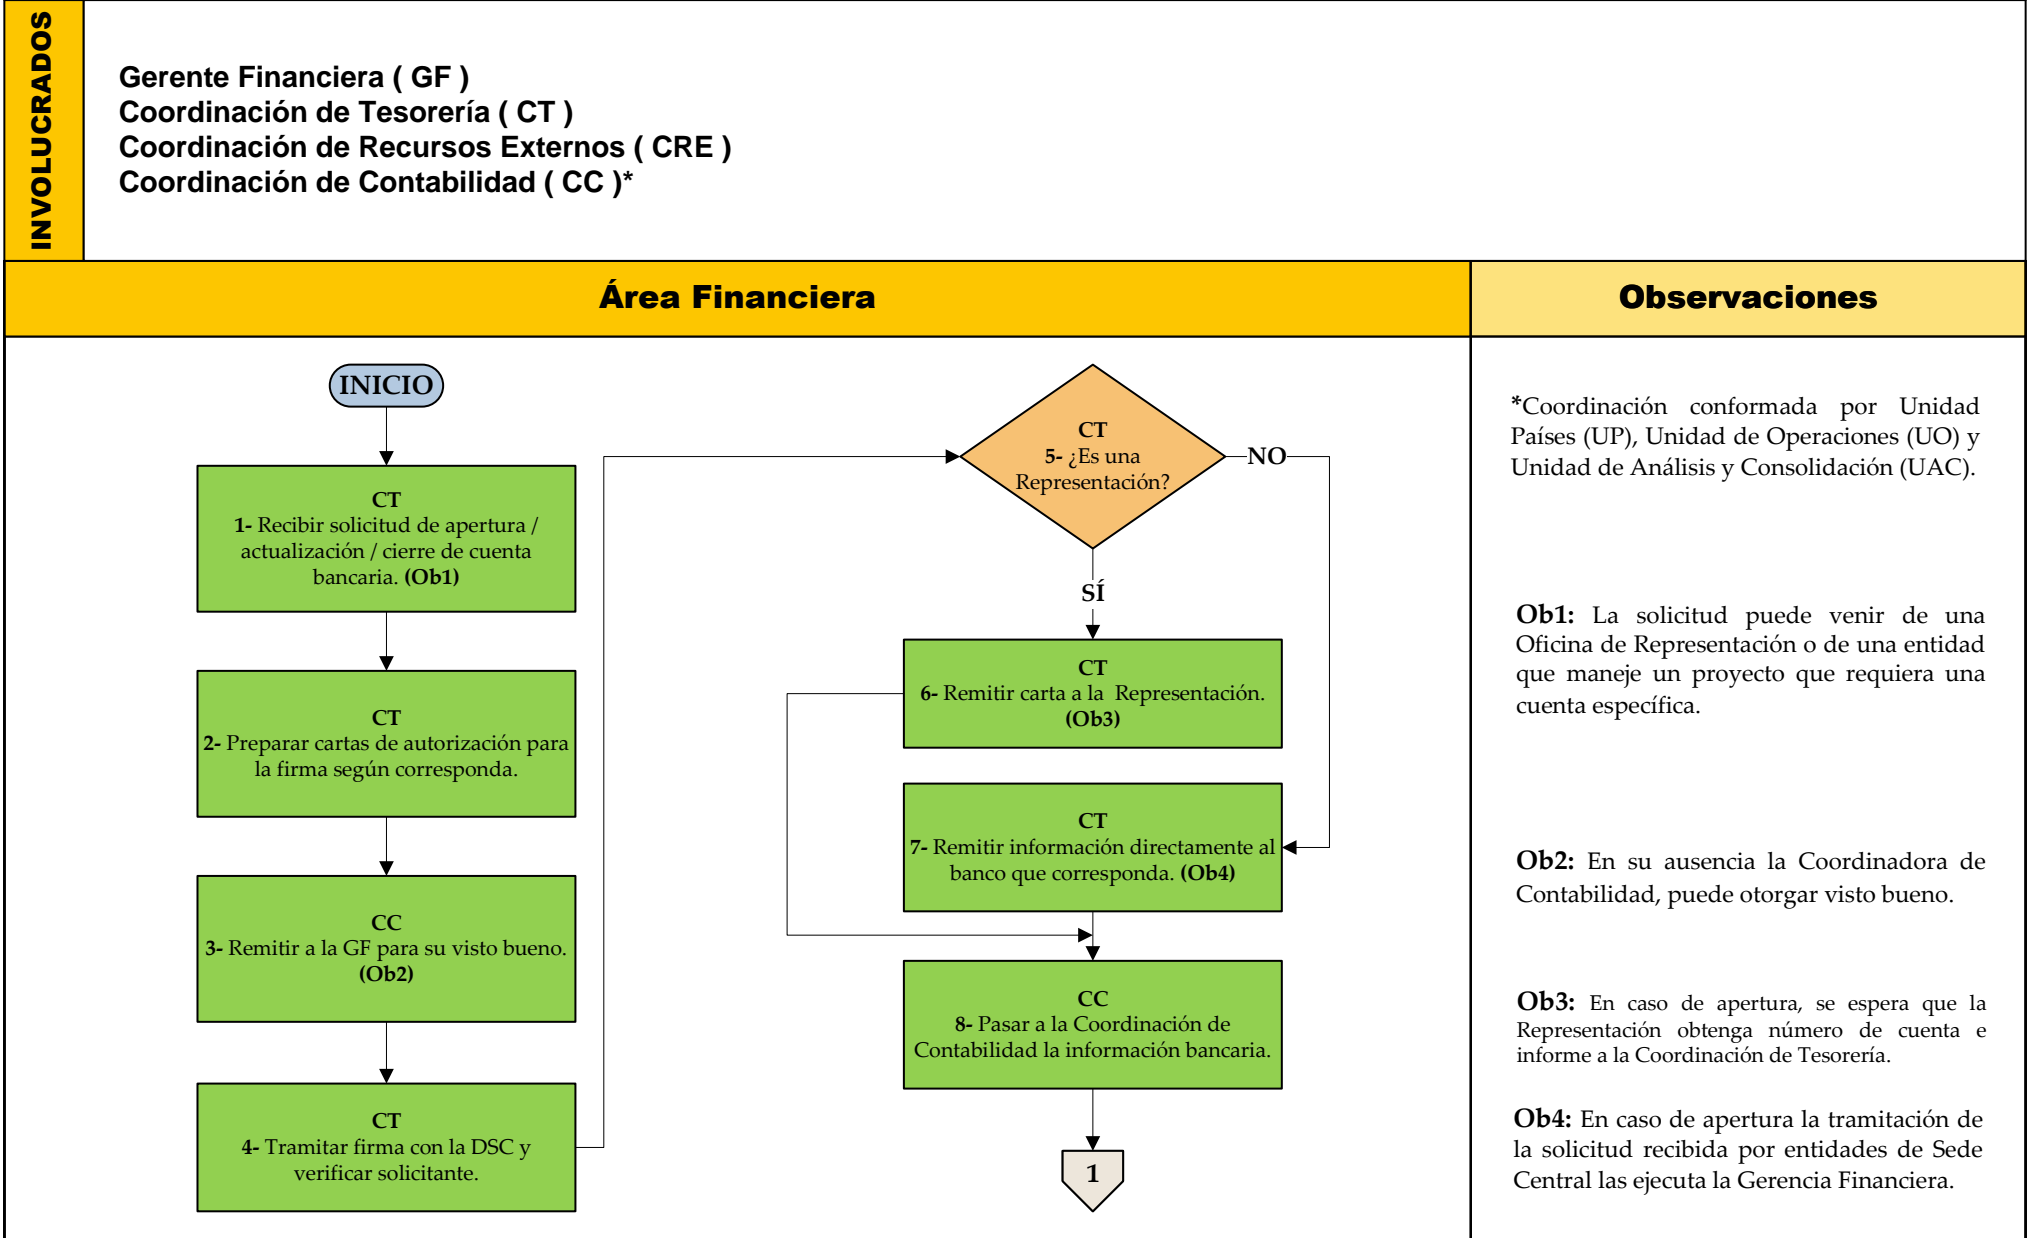 INVOLUCRADOS
Gerente Financiera ( GF )
Coordinación de Tesorería ( CT )
Coordinación de Recursos Externos ( CRE )
Coordinación de Contabilidad ( CC )*
Área Financiera
Observaciones
INICIO
CT
1- Recibir solicitud de apertura /
actualización / cierre de cuenta
bancaria. (Ob1)
CT
2- Preparar cartas de autorización para
la firma según corresponda.
CC
3- Remitir a la GF para su visto bueno.
(Ob2)
CT
4- Tramitar firma con la DSC y
verificar solicitante.
CT
5- ¿Es una
Representación?
NO
SÍ
CT
6- Remitir carta a la  Representación.
(Ob3)
CT
7- Remitir información directamente al
banco que corresponda. (Ob4)
CC
8- Pasar a la Coordinación de
Contabilidad la información bancaria.
1
*Coordinación conformada por Unidad
Países (UP), Unidad de Operaciones (UO) y
Unidad de Análisis y Consolidación (UAC).
Ob1: La solicitud puede venir de una
Oficina de Representación o de una entidad
que maneje un proyecto que requiera una
cuenta específica.
Ob2: En su ausencia la Coordinadora de
Contabilidad, puede otorgar visto bueno.
Ob3: En caso de apertura, se espera que la
Representación obtenga número de cuenta e
informe a la Coordinación de Tesorería.
Ob4: En caso de apertura la tramitación de
la solicitud recibida por entidades de Sede
Central las ejecuta la Gerencia Financiera.